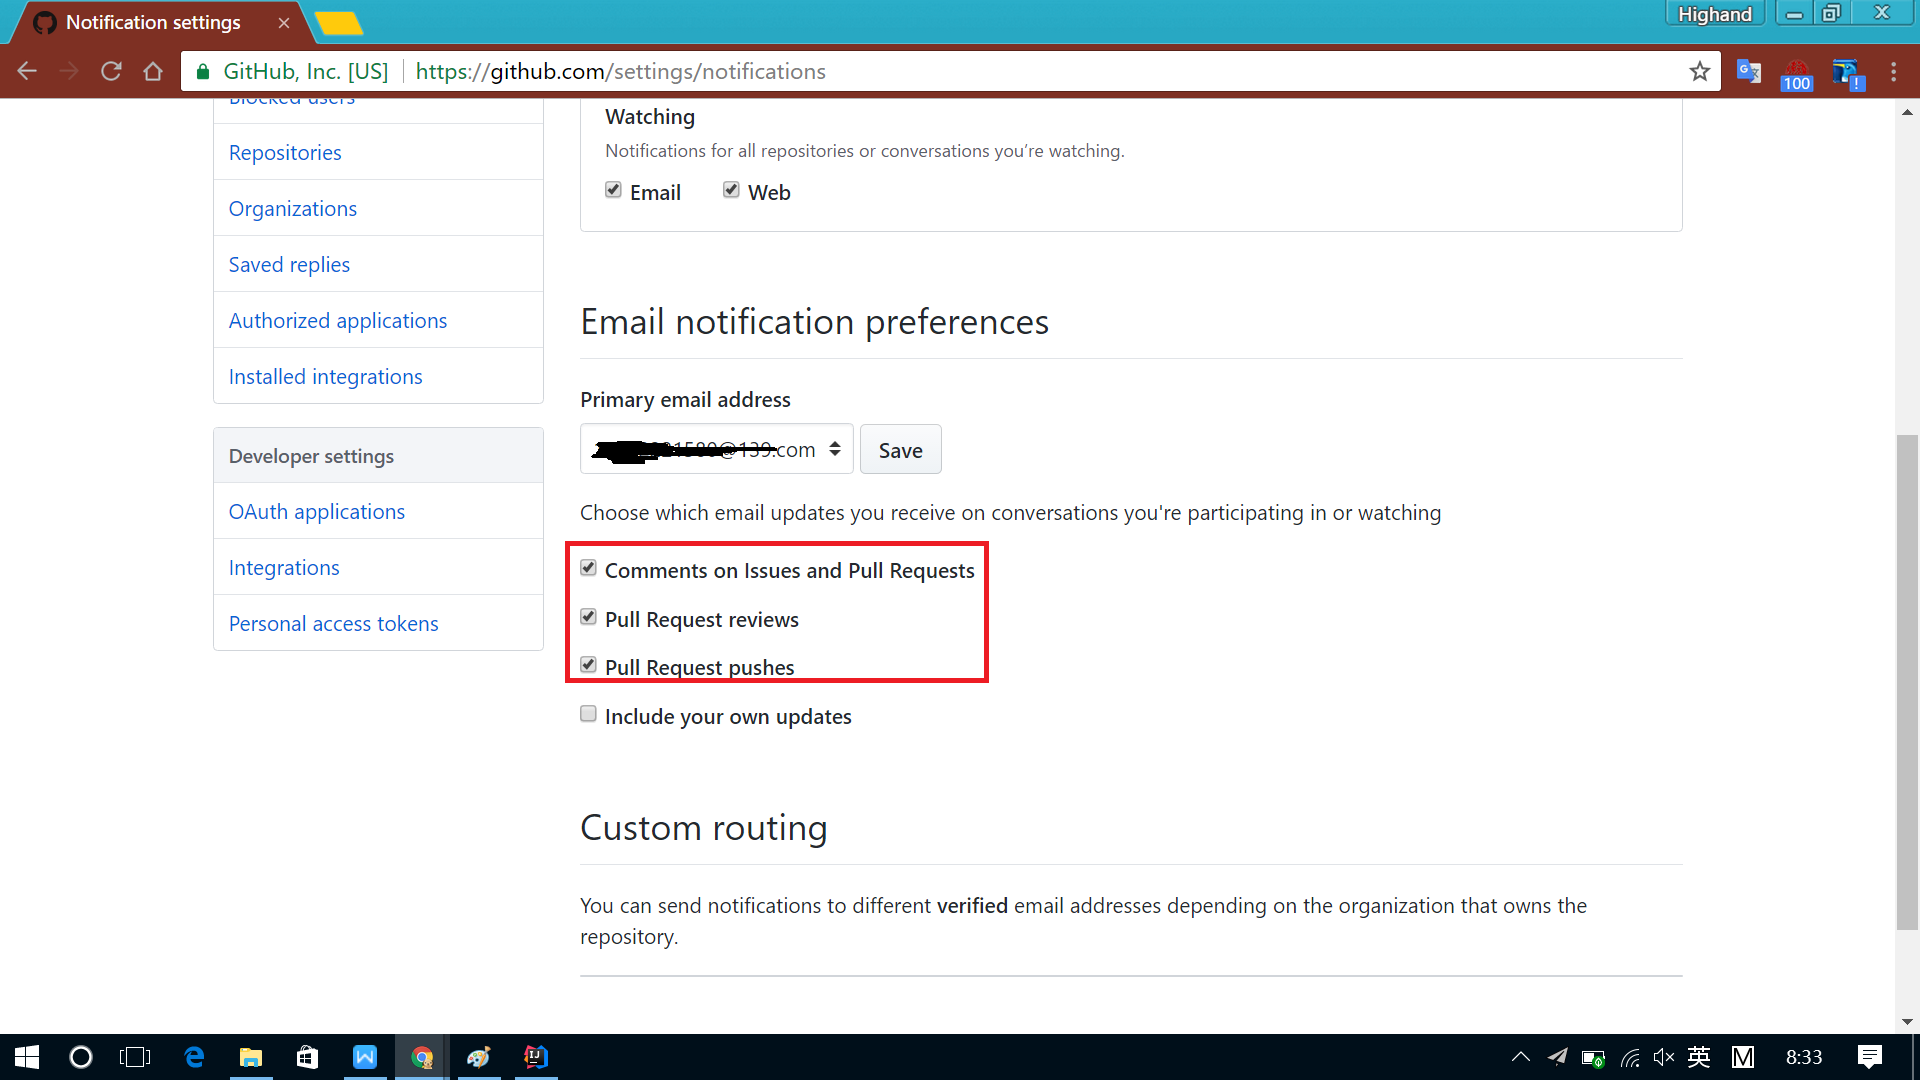 Notification settings
Highand
GitHub, Inc. [US]
https://github.com/settings/notifications
100
Blocked users
Repositories
Organizations
Saved replies
Authorized applications
Installed integrations
Developer settings
OAuth applications
Integrations
Personal access tokens
Watching
Notifications for all repositories or conversations you’re watching.
Email
Web
Email notification preferences
Primary email address
.com
Save
Choose which email updates you receive on conversations you're participating in or watching
Comments on Issues and Pull Requests
Pull Request reviews
Pull Request pushes
Include your own updates
Custom routing
You can send notifications to different verified email addresses depending on the organization that owns the
repository.
英
M
8:33